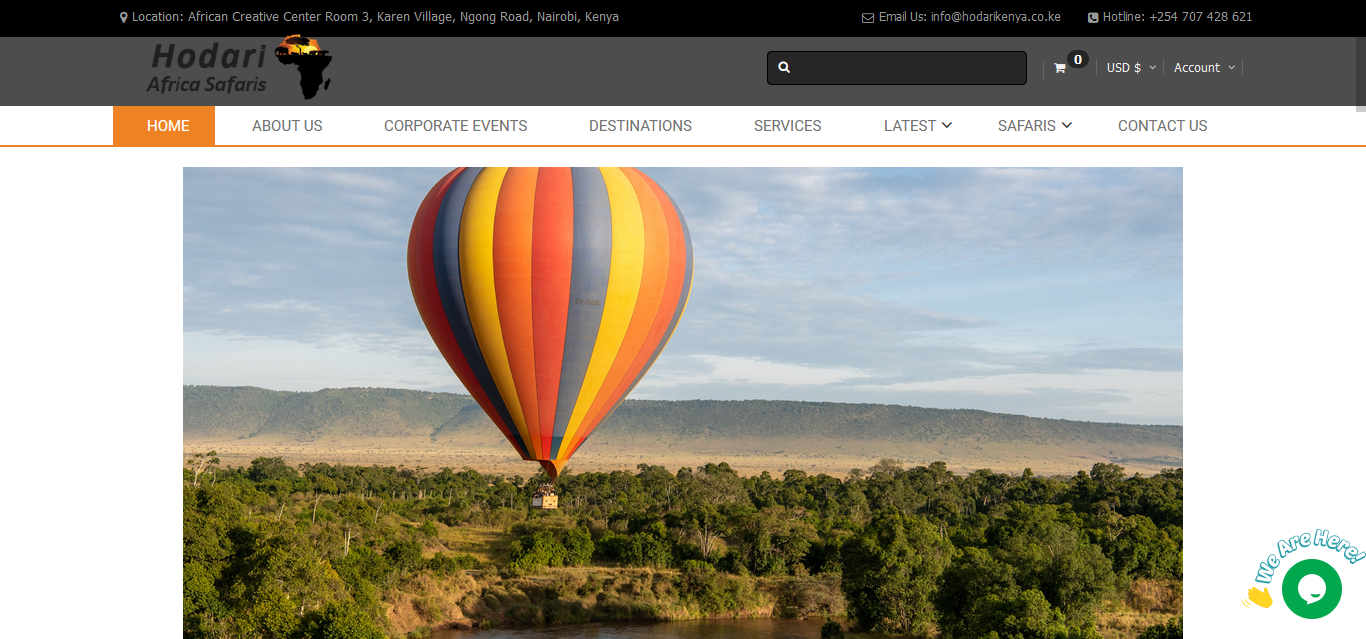 Location: African Creative Center Room 3, Karen Village, Ngong Road, Nairobi, Kenya
Email Us: info@hodarikenya.co.ke
Hotline: +254 707 428 621
Hodari
Africa Safaris
0
USD $
Account
HOME
ABOUT US
CORPORATE EVENTS
DESTINATIONS
SERVICES
LATEST
SAFARIS
CONTACT US
We Are Here!